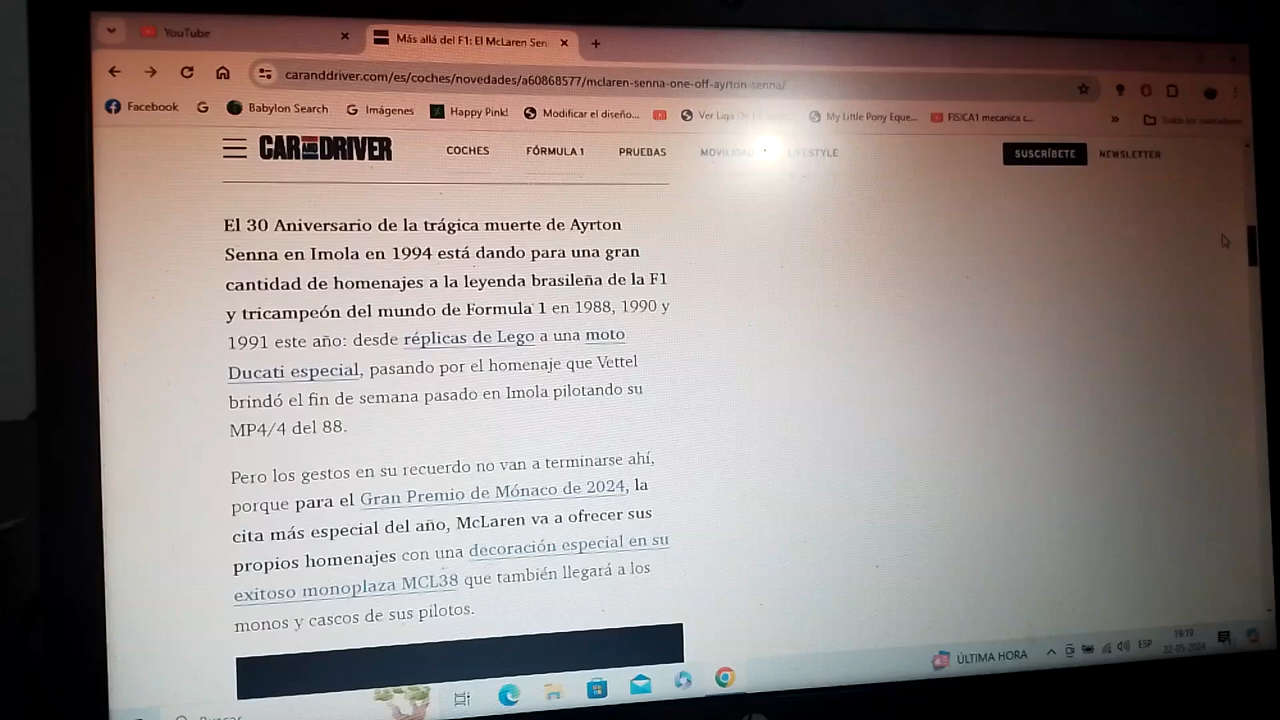 YouTube
Más allá del F1: El McLaren Sen
caranddriver.com/es/coches/novedades/a60868577/mclaren-senna-one-off-ayrton-senna/
Facebook
Babylon Search
Imágenes
Happy Pink!
Modificar el diseño...
Ver Liga De La
My Little Pony Eque...
FISICA1 mecanica c...
Todos los marcadores
CAR AND DRIVER
COCHES
FÓRMULA 1
PRUEBAS
LIFESTYLE
SUSCRÍBETE
NEWSLETTER
El 30 Aniversario de la trágica muerte de Ayrton
Senna en Imola en 1994 está dando para una gran
cantidad de homenajes a la leyenda brasileña de la F1
y tricampeón del mundo de Formula 1 en 1988, 1990 y
1991 este año: desde réplicas de Lego a una moto
Ducati especial, pasando por el homenaje que Vettel
brindó el fin de semana pasado en Imola pilotando su
MP4/4 del 88.
Pero los gestos en su recuerdo no van a terminarse ahí,
porque para el Gran Premio de Mónaco de 2024, la
cita más especial del año, McLaren va a ofrecer sus
propios homenajes con una decoración especial en su
exitoso monoplaza MCL38 que también llegará a los
monos y cascos de sus pilotos.
Buscar
ÚLTIMA HORA
ESP
19:19
22-05-2024